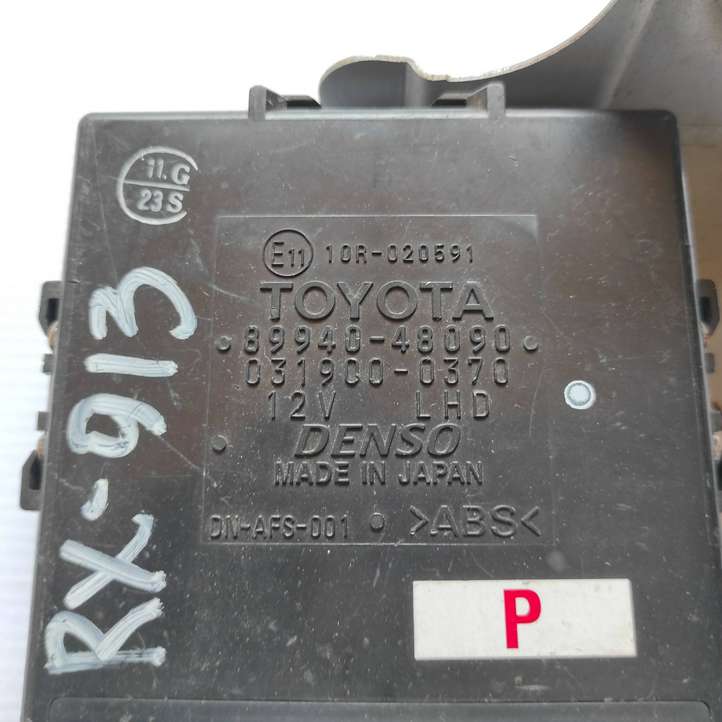 11.G
23S
RX-913
E11 10R-020591
TOYOTA
89940-48090
031900-0370
12V LHD
DENSO
MADE IN JAPAN
DN-AFS-001 >ABS<
P